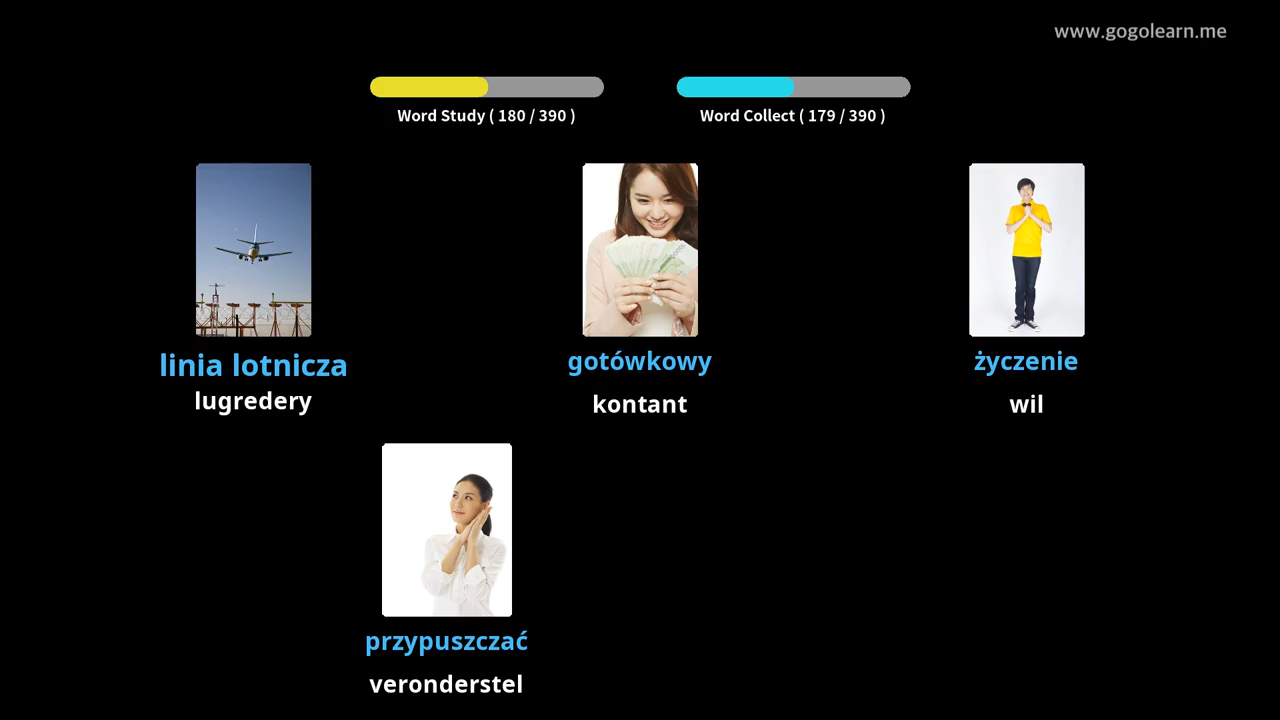 www.gogolearn.me
Word Study ( 180 / 390 )
Word Collect ( 179 / 390 )
linia lotnicza
lugredery
gotówkowy
kontant
życzenie
wil
przypuszczać
veronderstel